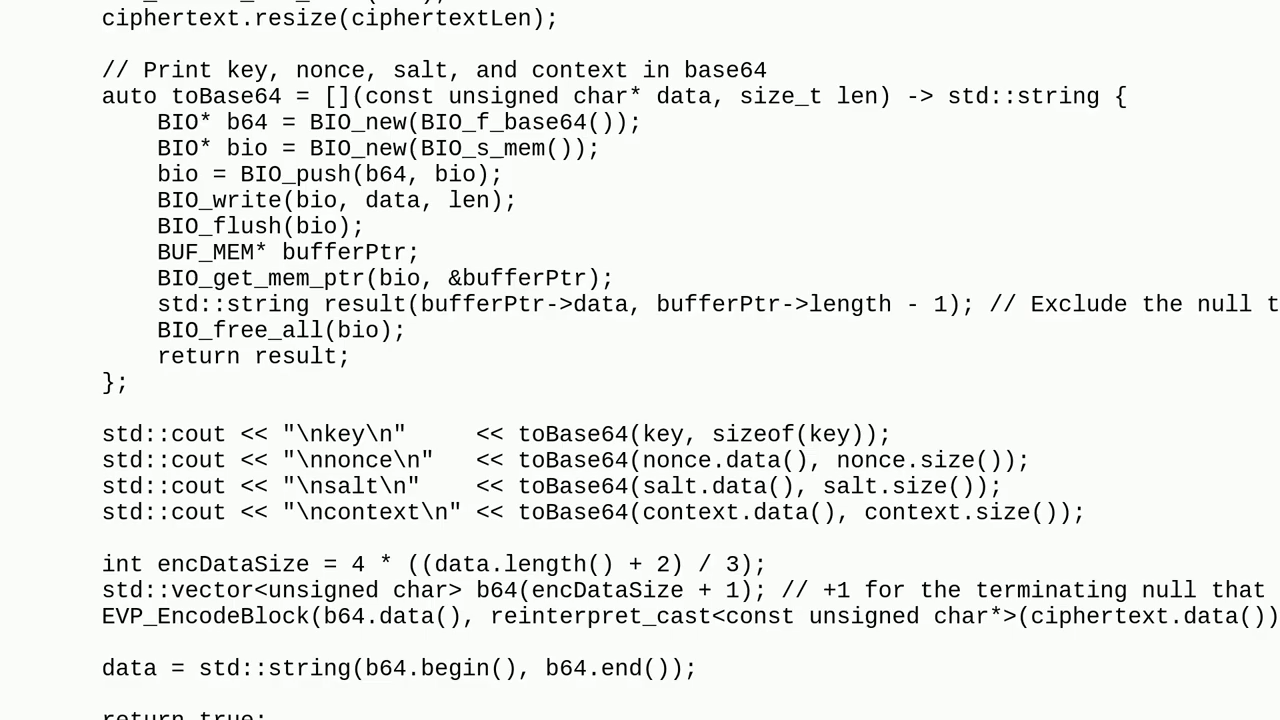 ciphertext.resize(ciphertextLen);
// Print key, nonce, salt, and context in base64
auto toBase64 = [](const unsigned char* data, size_t len) -> std::string {
BIO* b64 = BIO_new(BIO_f_base64());
BIO* bio = BIO_new(BIO_s_mem());
bio = BIO_push(b64, bio);
BIO_write(bio, data, len);
BIO_flush(bio);
BUF_MEM* bufferPtr;
BIO_get_mem_ptr(bio, &bufferPtr);
std::string result(bufferPtr->data, bufferPtr->length - 1); // Exclude the null t
BIO_free_all(bio);
return result;
};
std::cout << "\nkey\n"     << toBase64(key, sizeof(key));
std::cout << "\nnonce\n"   << toBase64(nonce.data(), nonce.size());
std::cout << "\nsalt\n"    << toBase64(salt.data(), salt.size());
std::cout << "\ncontext\n" << toBase64(context.data(), context.size());
int encDataSize = 4 * ((data.length() + 2) / 3);
std::vector<unsigned char> b64(encDataSize + 1); // +1 for the terminating null that
EVP_EncodeBlock(b64.data(), reinterpret_cast<const unsigned char*>(ciphertext.data())
data = std::string(b64.begin(), b64.end());
return true;